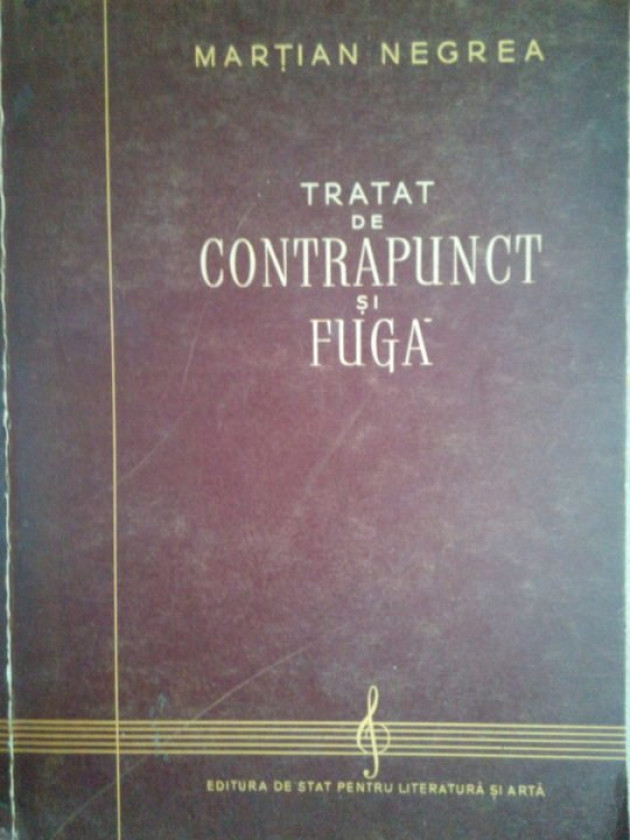 MARȚIAN NEGREA
TRATAT
DE
CONTRAPUNCT
ȘI
FUGĂ
EDITURA DE STAT PENTRU LITERATURĂ ȘI ARTĂ